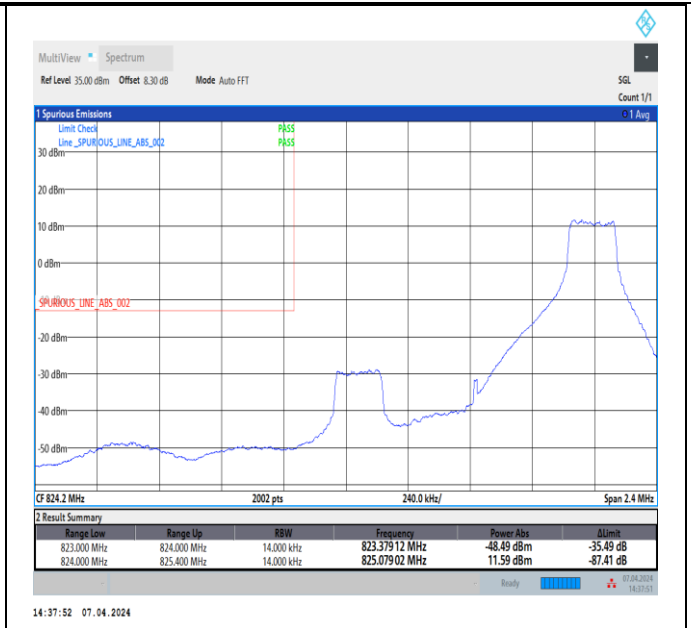 MultiView Spectrum
Ref Level 35.00 dBm Offset 8.30 dB Mode Auto FFT SGL
Count 1/1
1 Spurious Emissions 1 Avg
Limit Check PASS
Line _SPURIOUS_LINE_ABS_002 PASS
30 dBm
20 dBm
10 dBm
0 dBm
_SPURIOUS_LINE_ABS_002
-20 dBm
-30 dBm
-40 dBm
-50 dBm
CF 824.2 MHz 2002 pts 240.0 kHz/ Span 2.4 MHz
2 Result Summary
Range Low Range Up RBW Frequency Power Abs ΔLimit
823.000 MHz 824.000 MHz 14.000 kHz 823.37912 MHz -48.49 dBm -35.49 dB
824.000 MHz 825.400 MHz 14.000 kHz 825.07902 MHz 11.59 dBm -87.41 dB
Ready 07.04.2024
14:37:51
14:37:52 07.04.2024